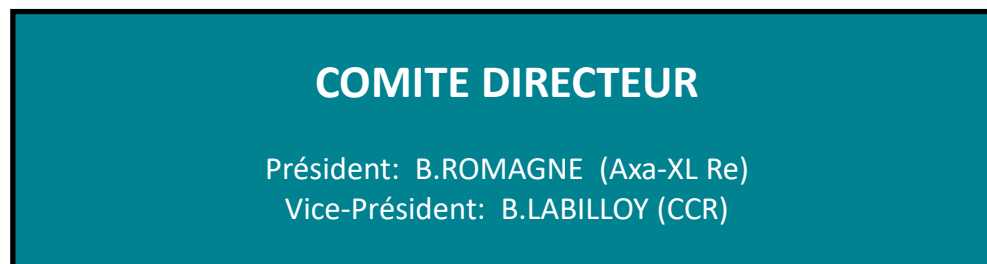 COMITE DIRECTEUR
Président: B.ROMAGNE (Axa-XL Re)
Vice-Président: B.LABILLOY (CCR)